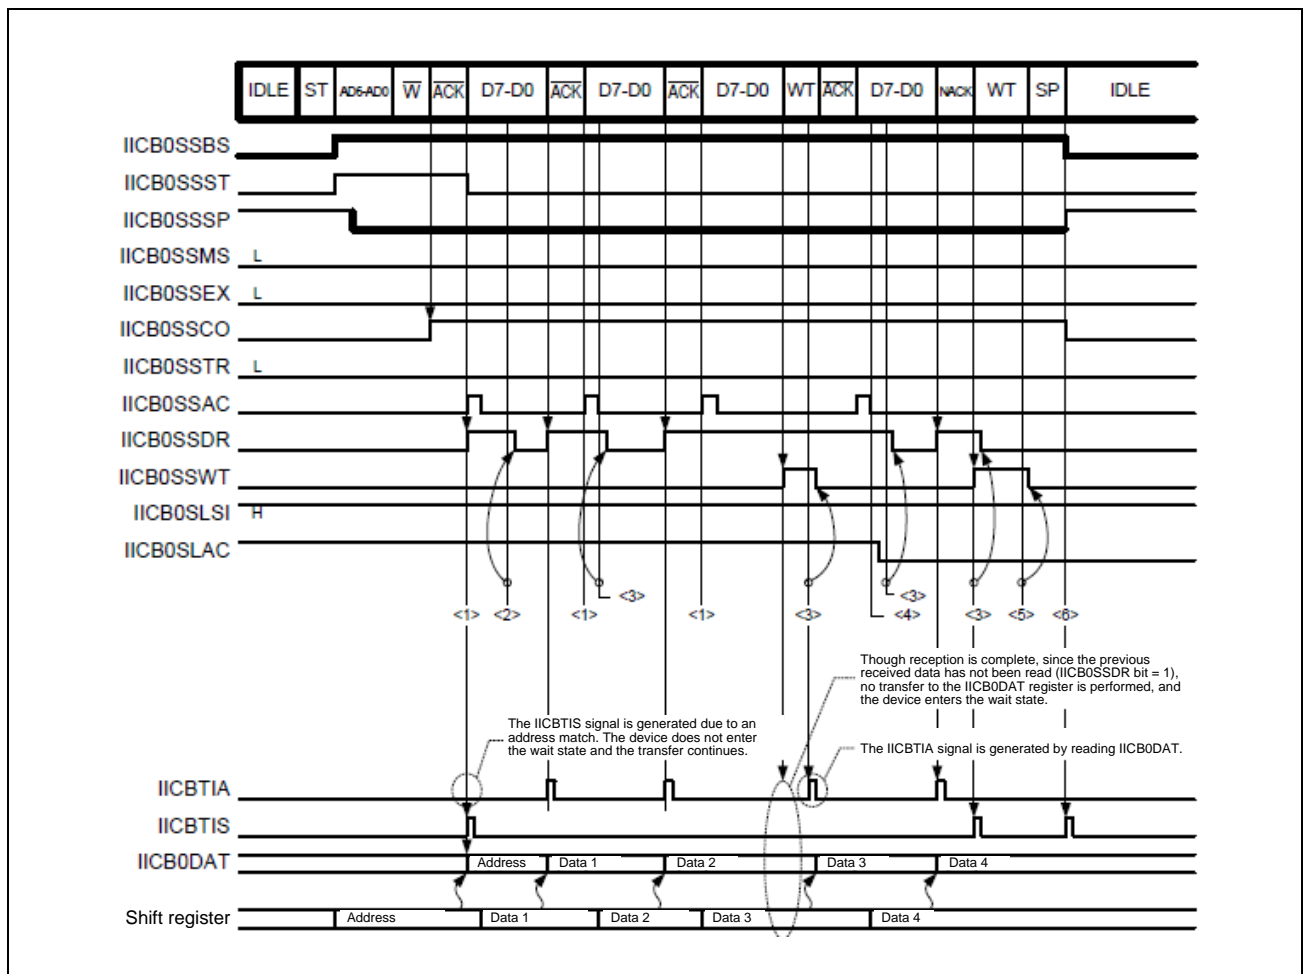 IDLE ST AD6-AD0 W ACK D7-D0 ACK D7-D0 ACK D7-D0 WT ACK D7-D0 NACK WT SP IDLE
IICB0SSBS
IICB0SSST
IICB0SSSP
IICB0SSMS L
IICB0SSEX L
IICB0SSCO
IICB0SSTR L
IICB0SSAC
IICB0SSDR
IICB0SSWT
IICB0SLSI H
IICB0SLAC
<3> <3>
<1> <2> <1> <1> <3> <4> <3> <5> <6>
Though reception is complete, since the previous
received data has not been read (IICB0SSDR bit = 1),
no transfer to the IICB0DAT register is performed, and
the device enters the wait state.
The IICBTIS signal is generated due to an
address match. The device does not enter
the wait state and the transfer continues.
The IICBTIA signal is generated by reading IICB0DAT.
IICBTIA
IICBTIS
IICB0DAT Address Data 1 Data 2 Data 3 Data 4
Shift register Address Data 1 Data 2 Data 3 Data 4